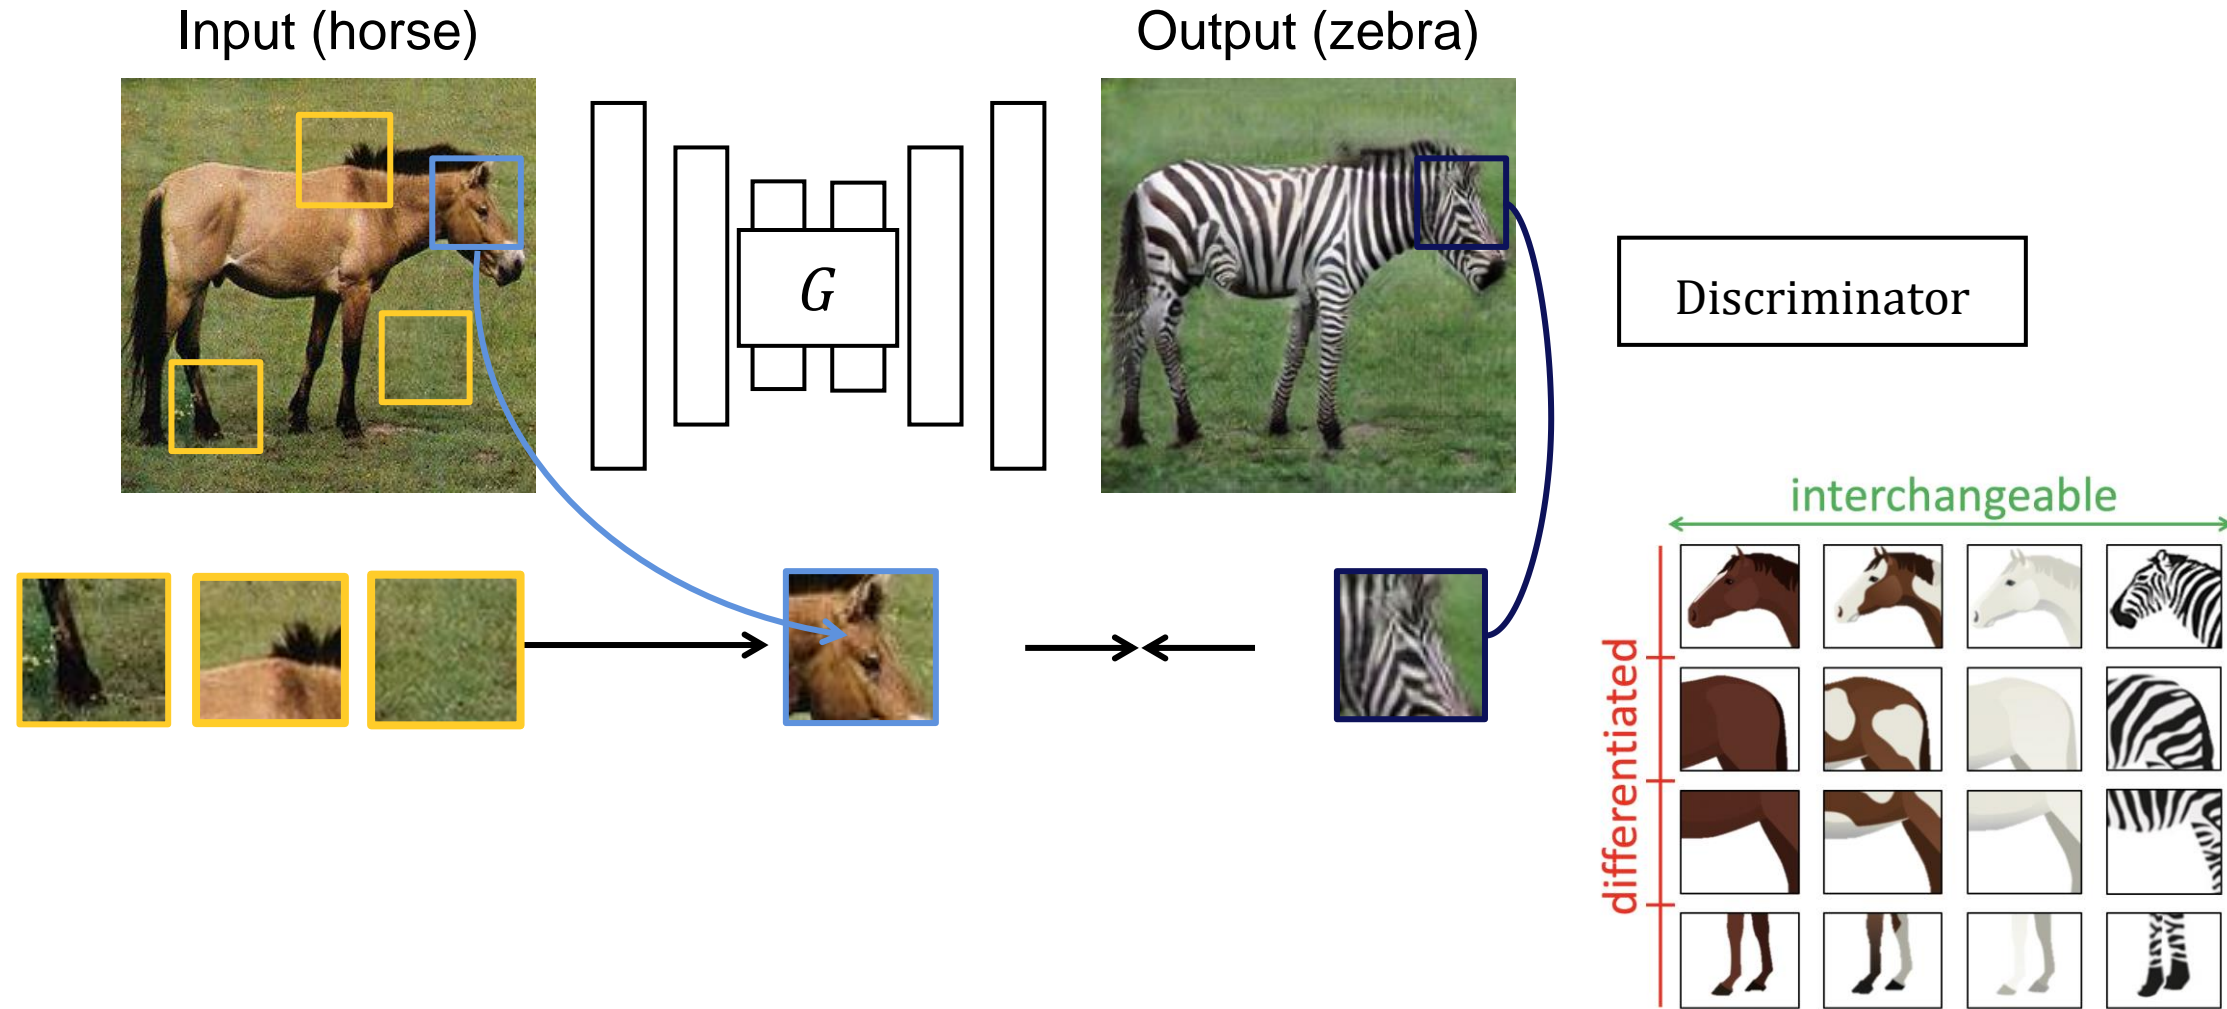 Input (horse)
Output (zebra)
G
Discriminator
interchangeable
differentiated